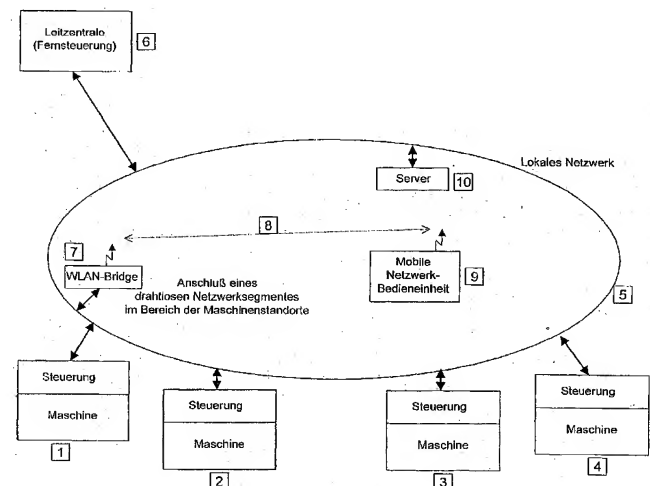 Leitzentrale
(Fernsteuerung)
6
Lokales Netzwerk
Server
10
8
7
WLAN-Bridge
Mobile
Netzwerk-
Bedieneinheit
9
Anschluß eines
drahtlosen Netzwerksegmentes
im Bereich der Maschinenstandorte
5
Steuerung
Maschine
1
Steuerung
Maschine
2
Steuerung
Maschine
3
Steuerung
Maschine
4